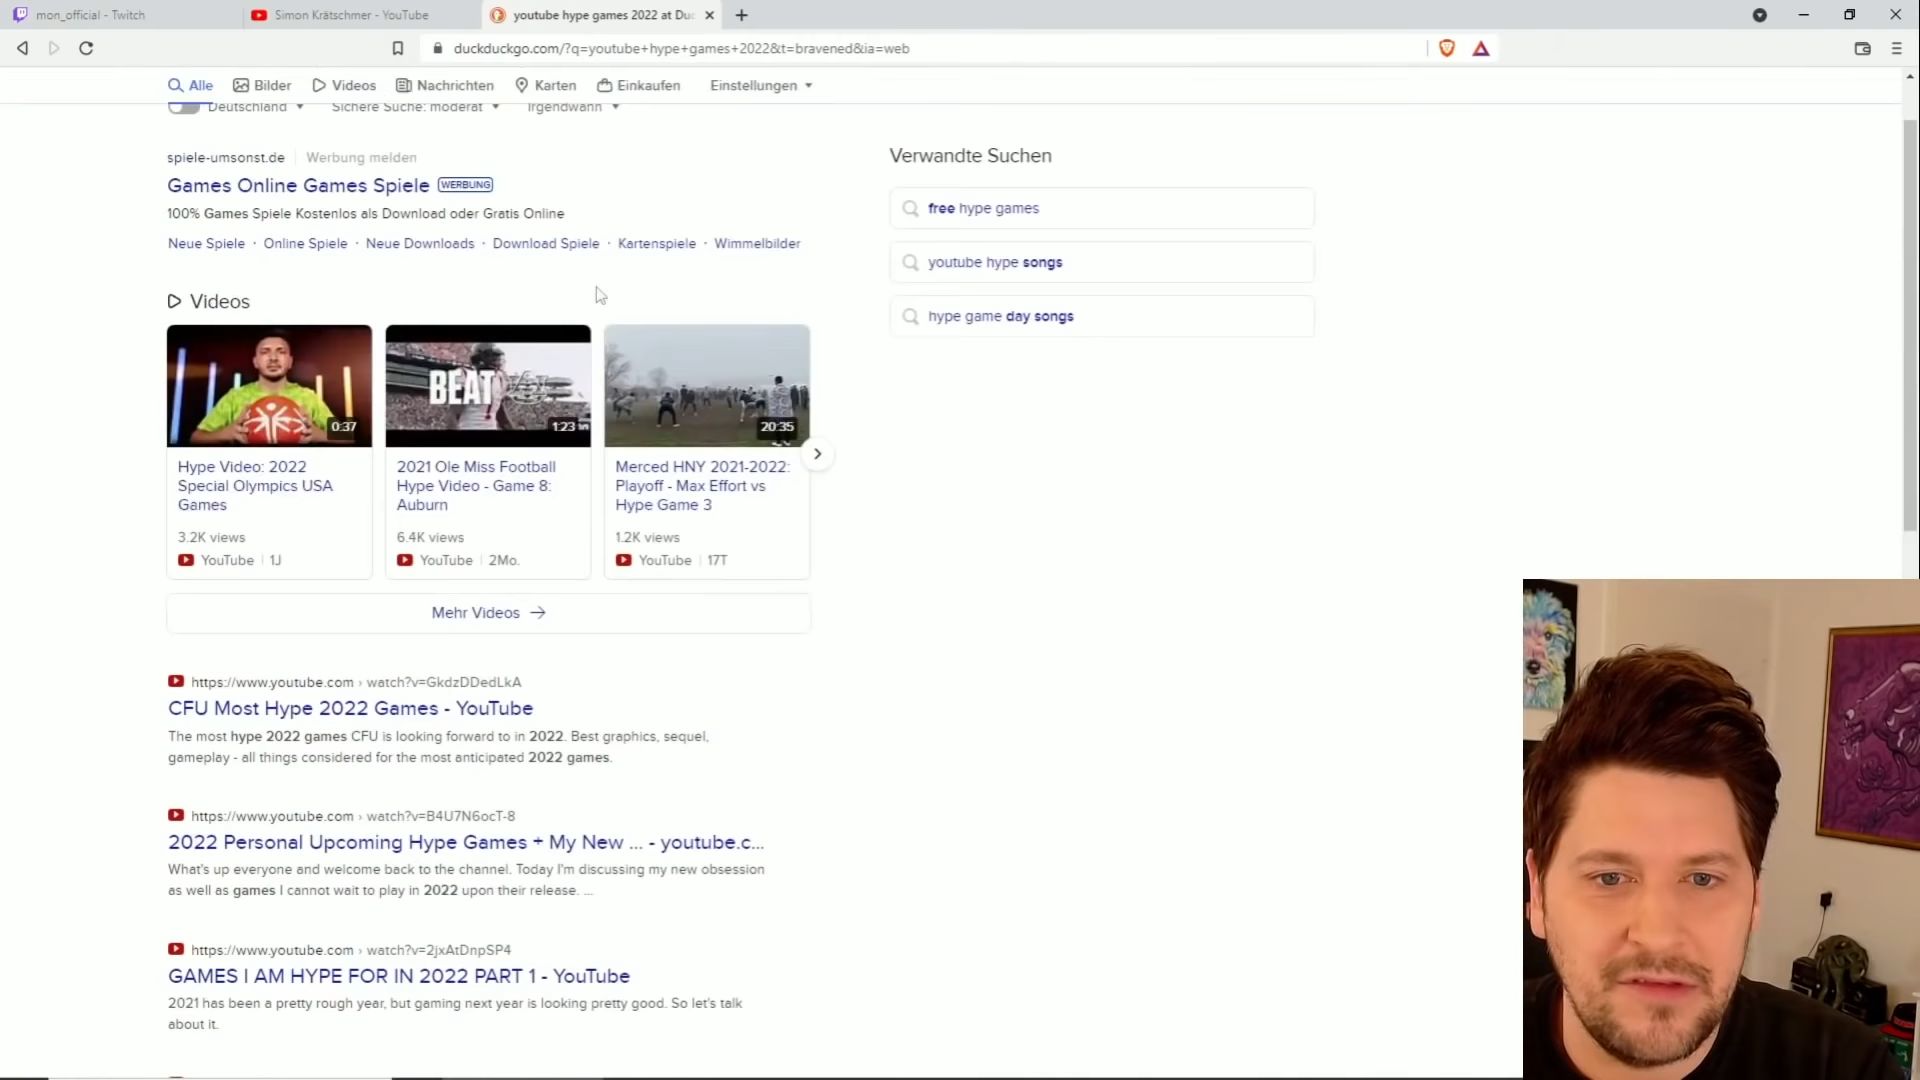 mon_official - Twitch
Simon Krätschmer - YouTube
youtube hype games 2022 at Duc
duckduckgo.com/?q=youtube+hype+games+2022&t=bravened&ia=web
Alle
Bilder
Videos
Nachrichten
Karten
Einkaufen
Einstellungen
Deutschland
Sichere Suche: moderat
Irgendwann
spiele-umsonst.de
Werbung melden
Games Online Games Spiele WERBUNG
100% Games Spiele Kostenlos als Download oder Gratis Online
Neue Spiele · Online Spiele · Neue Downloads · Download Spiele · Kartenspiele · Wimmelbilder
Verwandte Suchen
free hype games
youtube hype songs
hype game day songs
Videos
0:37
Hype Video: 2022
Special Olympics USA
Games
3.2K views
YouTube | 1J
BEAT
1:23
2021 Ole Miss Football
Hype Video - Game 8:
Auburn
6.4K views
YouTube | 2Mo.
20:35
Merced HNY 2021-2022:
Playoff - Max Effort vs
Hype Game 3
1.2K views
YouTube | 17T
Mehr Videos →
https://www.youtube.com › watch?v=GkdzDDedLkA
CFU Most Hype 2022 Games - YouTube
The most hype 2022 games CFU is looking forward to in 2022. Best graphics, sequel,
gameplay - all things considered for the most anticipated 2022 games.
https://www.youtube.com › watch?v=B4U7N6ocT-8
2022 Personal Upcoming Hype Games + My New ... - youtube.c...
What's up everyone and welcome back to the channel. Today I'm discussing my new obsession
as well as games I cannot wait to play in 2022 upon their release. ...
https://www.youtube.com › watch?v=2jxAtDnpSP4
GAMES I AM HYPE FOR IN 2022 PART 1 - YouTube
2021 has been a pretty rough year, but gaming next year is looking pretty good. So let's talk
about it.